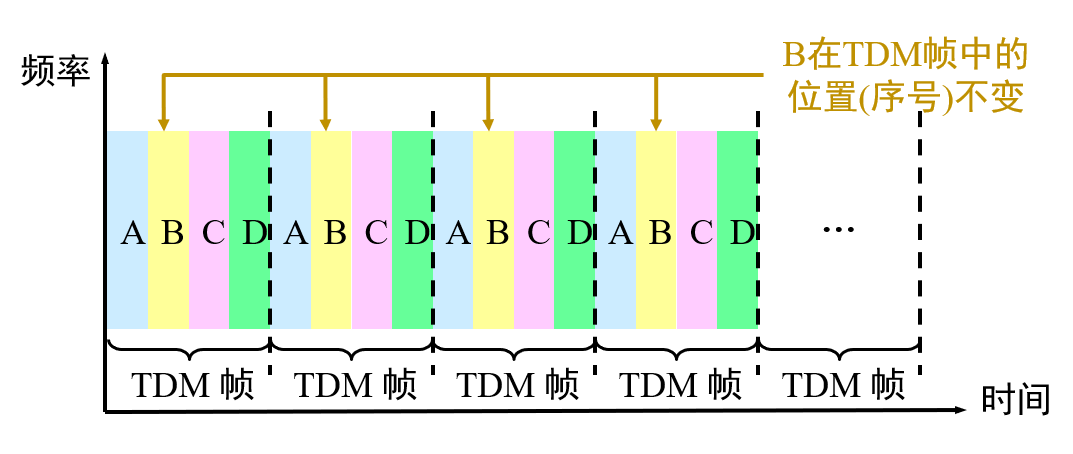 频率
B在TDM帧中的
位置(序号)不变
A B C D A B C D A B C D A B C D ...
TDM 帧 TDM 帧 TDM 帧 TDM 帧 TDM 帧
时间